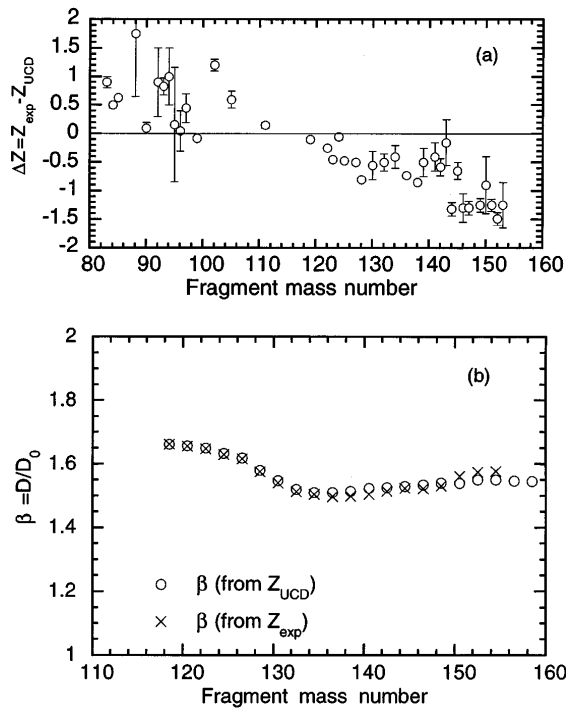 2
1.5
1
0.5
0
-0.5
-1
-1.5
-2
ΔZ=Z_exp-Z_UCD
(a)
80 90 100 110 120 130 140 150 160
Fragment mass number
2
1.8
1.6
1.4
1.2
1
β =D/D_0
(b)
β (from Z_UCD)
β (from Z_exp)
110 120 130 140 150 160
Fragment mass number